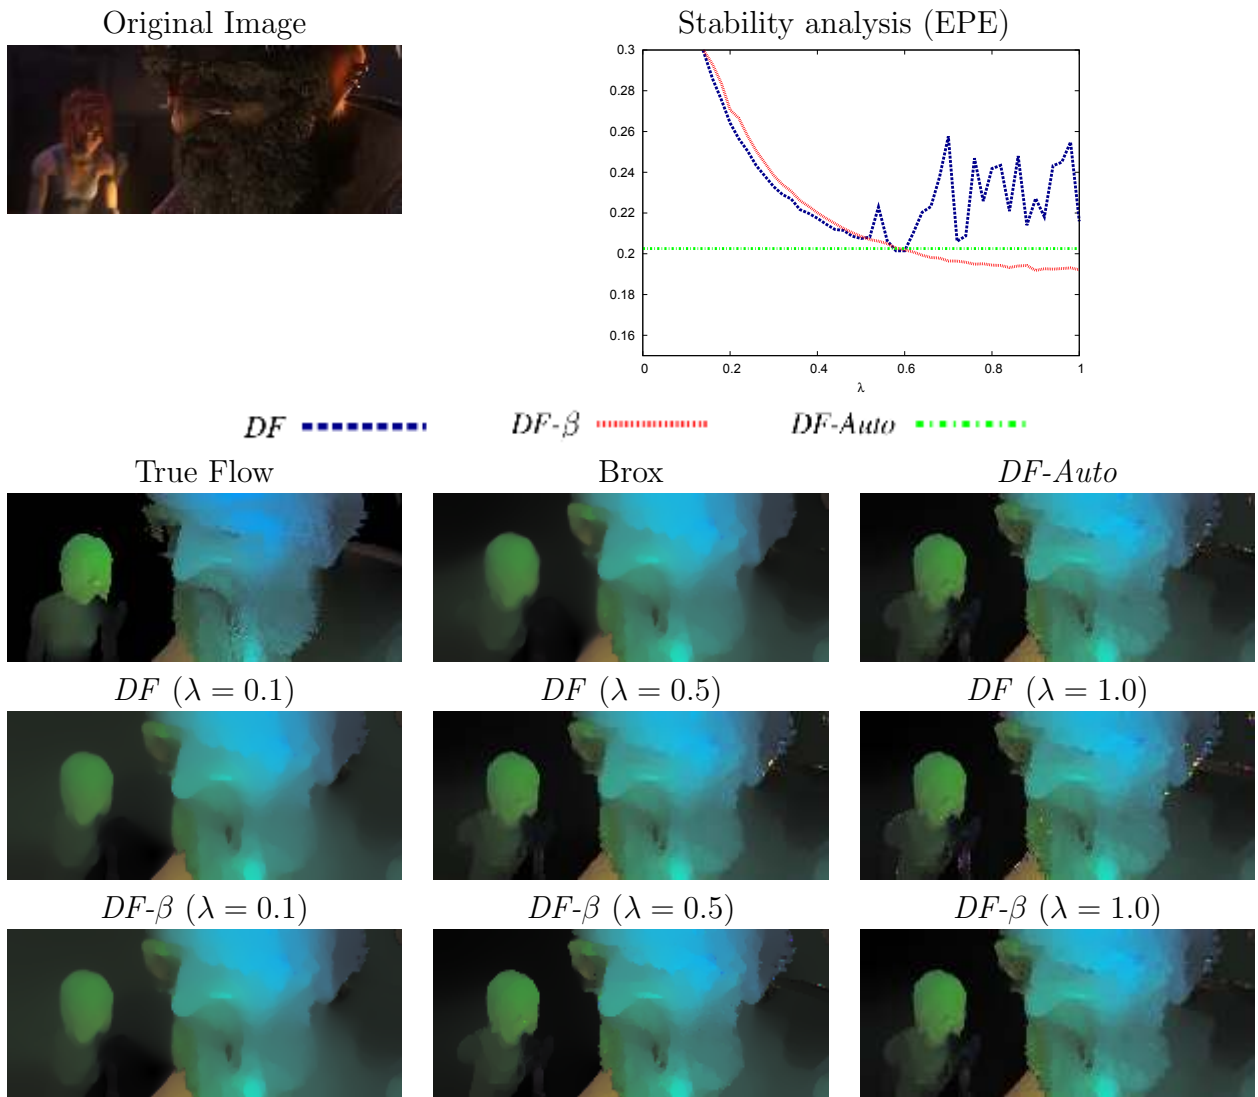 Original Image
Stability analysis (EPE)
0.3
0.28
0.26
0.24
0.22
0.2
0.18
0.16
0 0.2 0.4 0.6 0.8 1
λ
DF DF-β DF-Auto
True Flow Brox DF-Auto
DF (λ = 0.1) DF (λ = 0.5) DF (λ = 1.0)
DF-β (λ = 0.1) DF-β (λ = 0.5) DF-β (λ = 1.0)